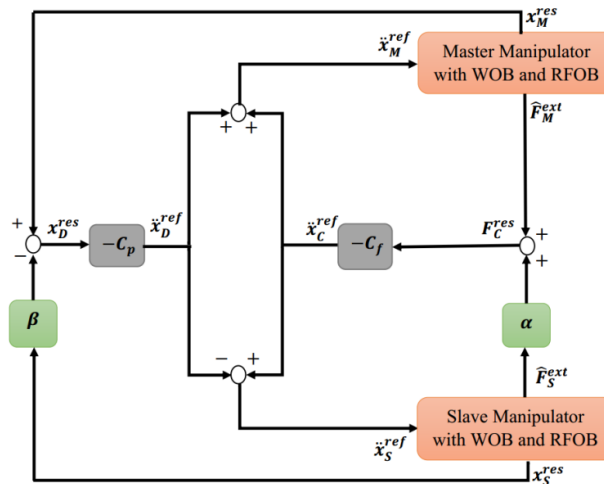 x_M^res
ẍ_M^ref
Master Manipulator
with WOB and RFOB
F̂_M^ext
+ +
+
x_D^res
−C_p
ẍ_D^ref
ẍ_C^ref
−C_f
F_C^res
+
−
+
β
α
− +
F̂_S^ext
Slave Manipulator
with WOB and RFOB
ẍ_S^ref
x_S^res